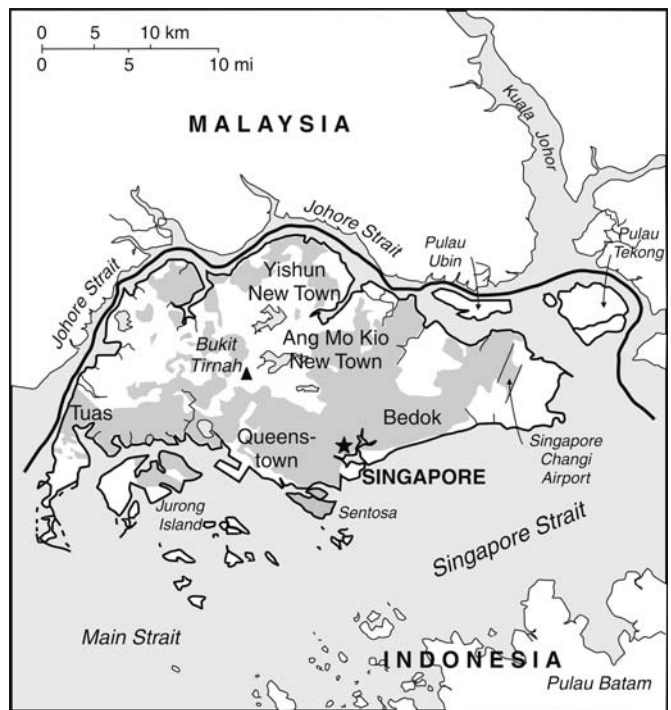 0 5 10 km
0 5 10 mi
MALAYSIA
Kuala Johor
Johore Strait
Pulau
Ubin
Pulau
Tekong
Johore Strait
Yishun
New Town
Ang Mo Kio
New Town
Bukit
Tirnah
Tuas
Bedok
Queens-
town
SINGAPORE
Singapore
Changi
Airport
Jurong
Island
Sentosa
Singapore Strait
Main Strait
INDONESIA
Pulau Batam